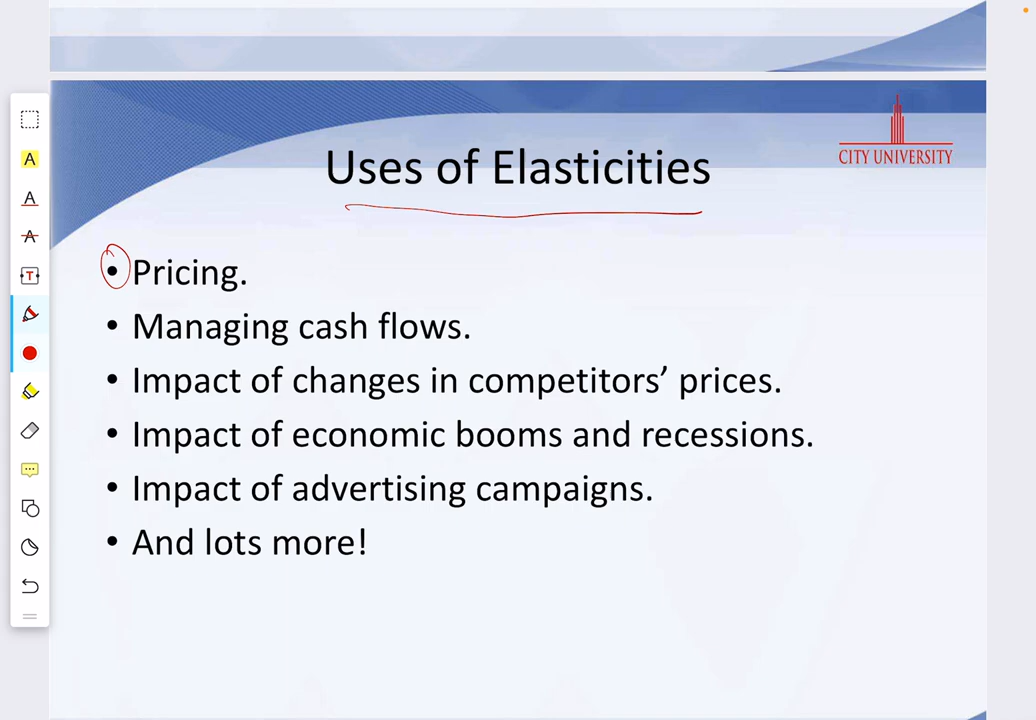 CITY UNIVERSITY
Uses of Elasticities
• Pricing.
• Managing cash flows.
• Impact of changes in competitors’ prices.
• Impact of economic booms and recessions.
• Impact of advertising campaigns.
• And lots more!
A
A
A
T